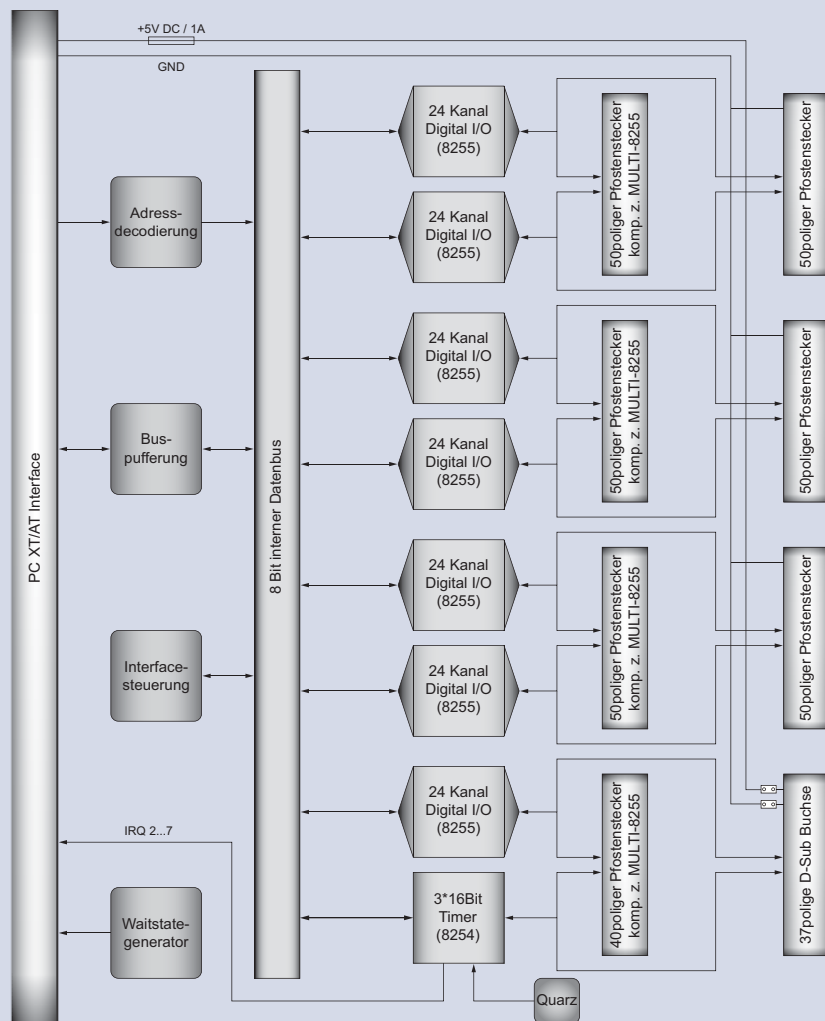 +5V DC / 1A
GND
PC XT/AT Interface
Adress-
decodierung
Bus-
pufferung
Interface-
steuerung
IRQ 2...7
Waitstate-
generator
8 Bit interner Datenbus
24 Kanal
Digital I/O
(8255)
24 Kanal
Digital I/O
(8255)
50poliger Pfostenstecker
komp. z. MULTI-8255
50poliger Pfostenstecker
24 Kanal
Digital I/O
(8255)
24 Kanal
Digital I/O
(8255)
50poliger Pfostenstecker
komp. z. MULTI-8255
50poliger Pfostenstecker
24 Kanal
Digital I/O
(8255)
24 Kanal
Digital I/O
(8255)
50poliger Pfostenstecker
komp. z. MULTI-8255
50poliger Pfostenstecker
24 Kanal
Digital I/O
(8255)
3*16Bit
Timer
(8254)
40poliger Pfostenstecker
komp. z. MULTI-8255
37polige D-Sub Buchse
Quarz